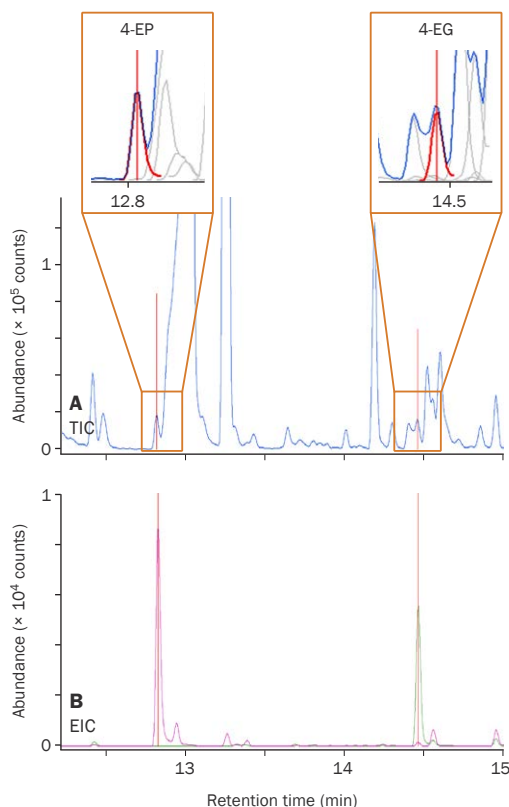 4-EP
4-EG
12.8
14.5
Abundance (× 10⁵ counts)
1
0
A
TIC
Abundance (× 10⁴ counts)
1
0
B
EIC
13
14
15
Retention time (min)